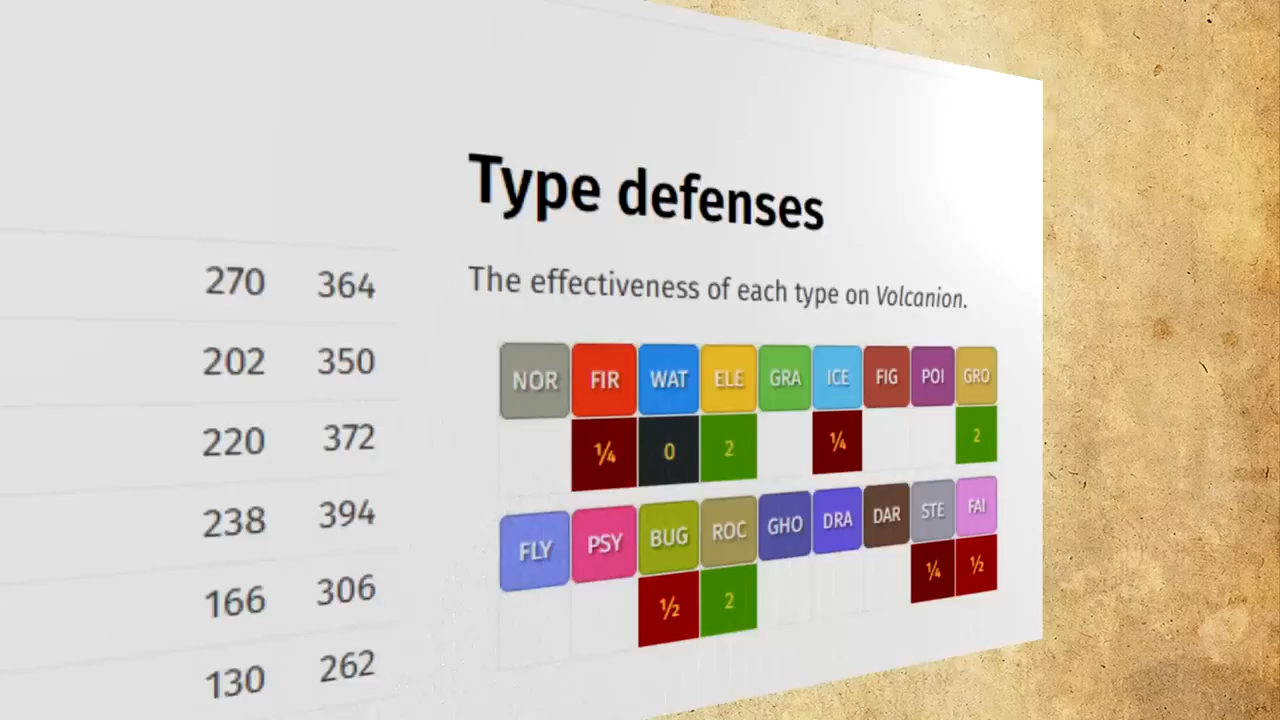 270 364
202 350
220 372
238 394
166 306
130 262
Type defenses
The effectiveness of each type on Volcanion.
NOR FIR WAT ELE GRA ICE FIG POI GRO
¼ 0 2 ¼ 2
FLY PSY BUG ROC GHO DRA DAR STE FAI
½ 2 ¼ ½